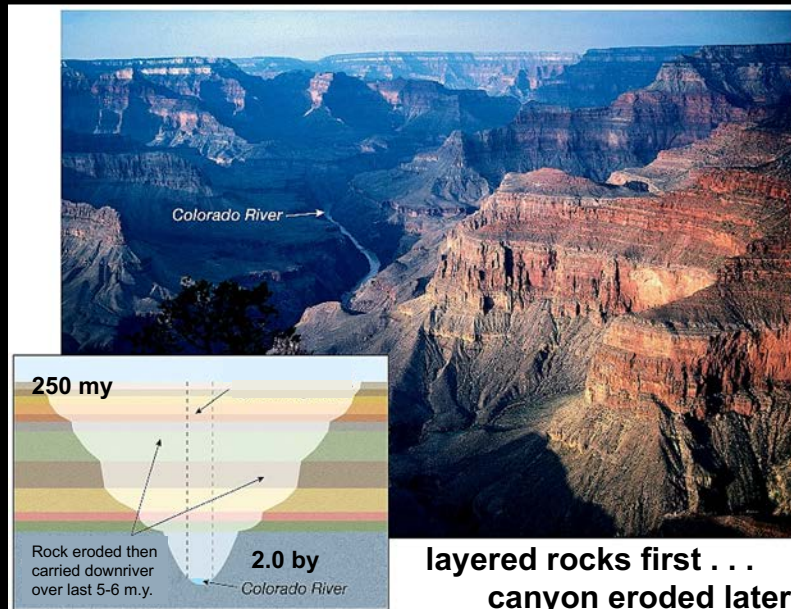 Colorado River
250 my
Rock eroded then
carried downriver
over last 5-6 m.y.
2.0 by
Colorado River
layered rocks first . . .
canyon eroded later